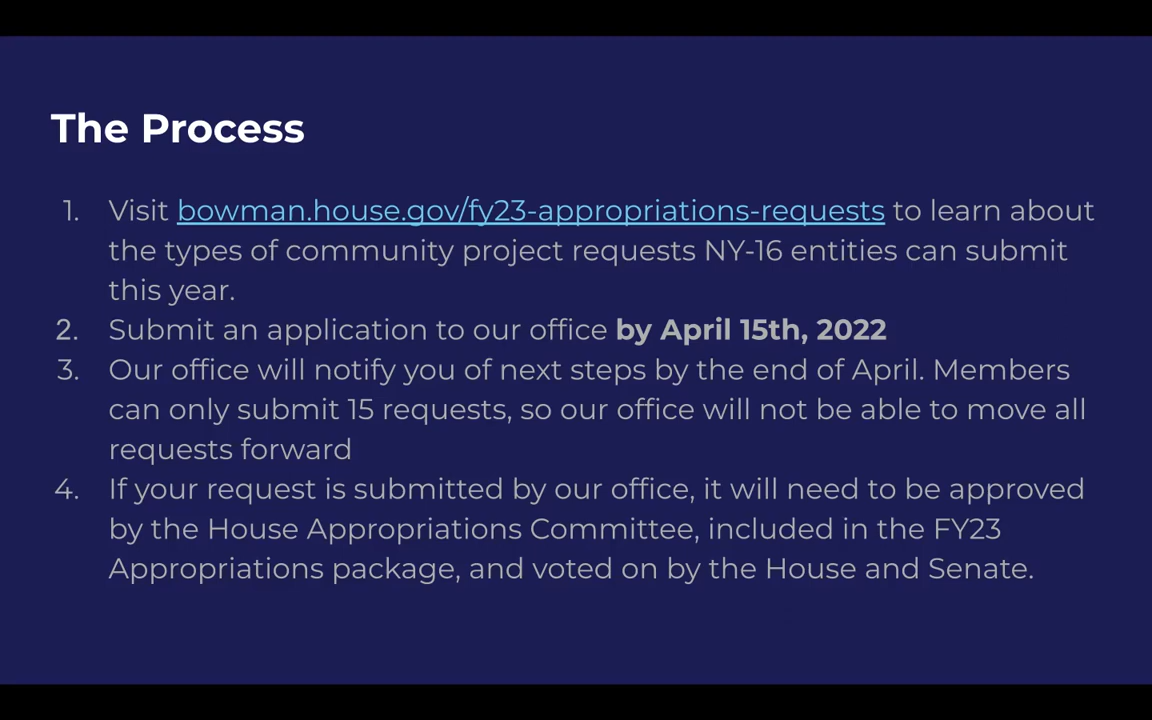 The Process
1. Visit bowman.house.gov/fy23-appropriations-requests to learn about
the types of community project requests NY-16 entities can submit
this year.
2. Submit an application to our office by April 15th, 2022
3. Our office will notify you of next steps by the end of April. Members
can only submit 15 requests, so our office will not be able to move all
requests forward
4. If your request is submitted by our office, it will need to be approved
by the House Appropriations Committee, included in the FY23
Appropriations package, and voted on by the House and Senate.